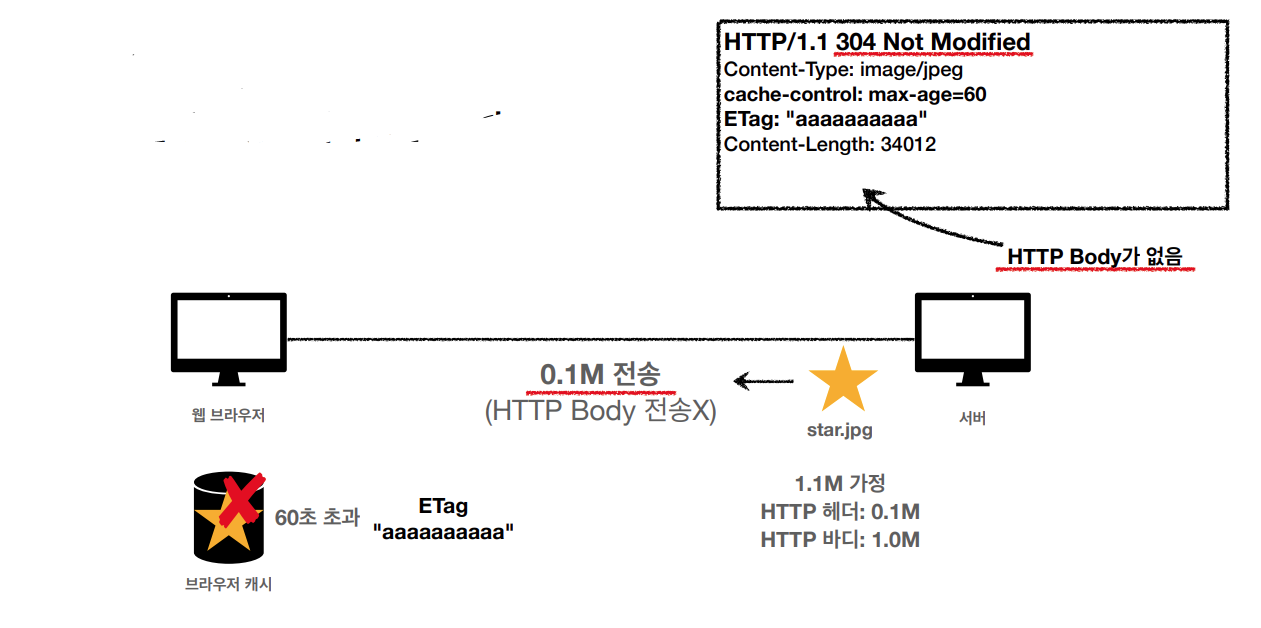 HTTP/1.1 304 Not Modified
Content-Type: image/jpeg
cache-control: max-age=60
ETag: "aaaaaaaaaa"
Content-Length: 34012
HTTP Body가 없음
0.1M 전송
(HTTP Body 전송X)
웹 브라우저
star.jpg
서버
1.1M 가정
HTTP 헤더: 0.1M
HTTP 바디: 1.0M
60초 초과
ETag
"aaaaaaaaaa"
브라우저 캐시